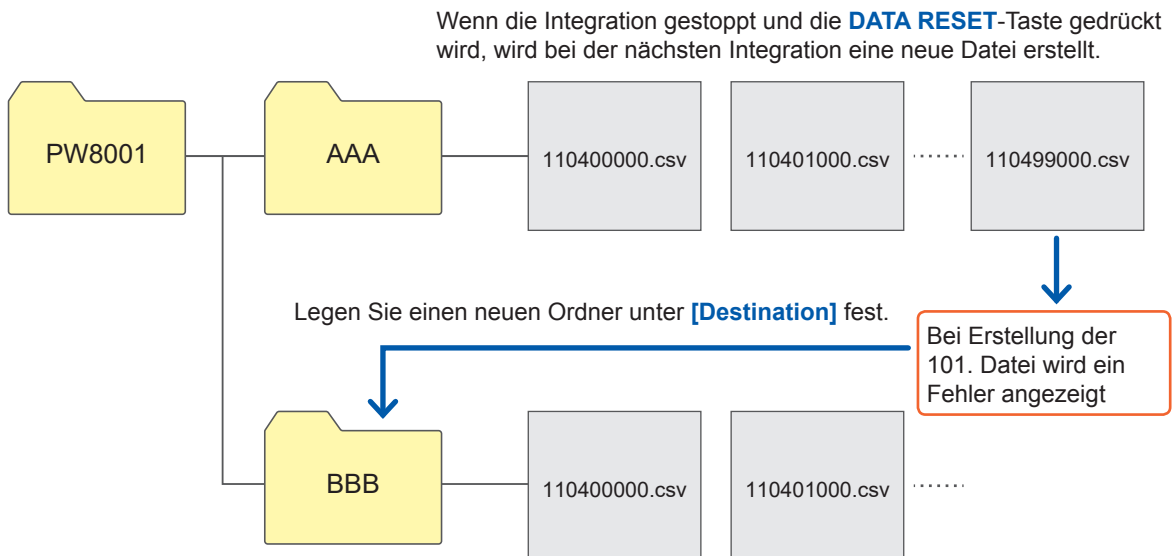 Wenn die Integration gestoppt und die DATA RESET-Taste gedrückt
wird, wird bei der nächsten Integration eine neue Datei erstellt.
PW8001
AAA
110400000.csv
110401000.csv
110499000.csv
Legen Sie einen neuen Ordner unter [Destination] fest.
Bei Erstellung der
101. Datei wird ein
Fehler angezeigt
BBB
110400000.csv
110401000.csv